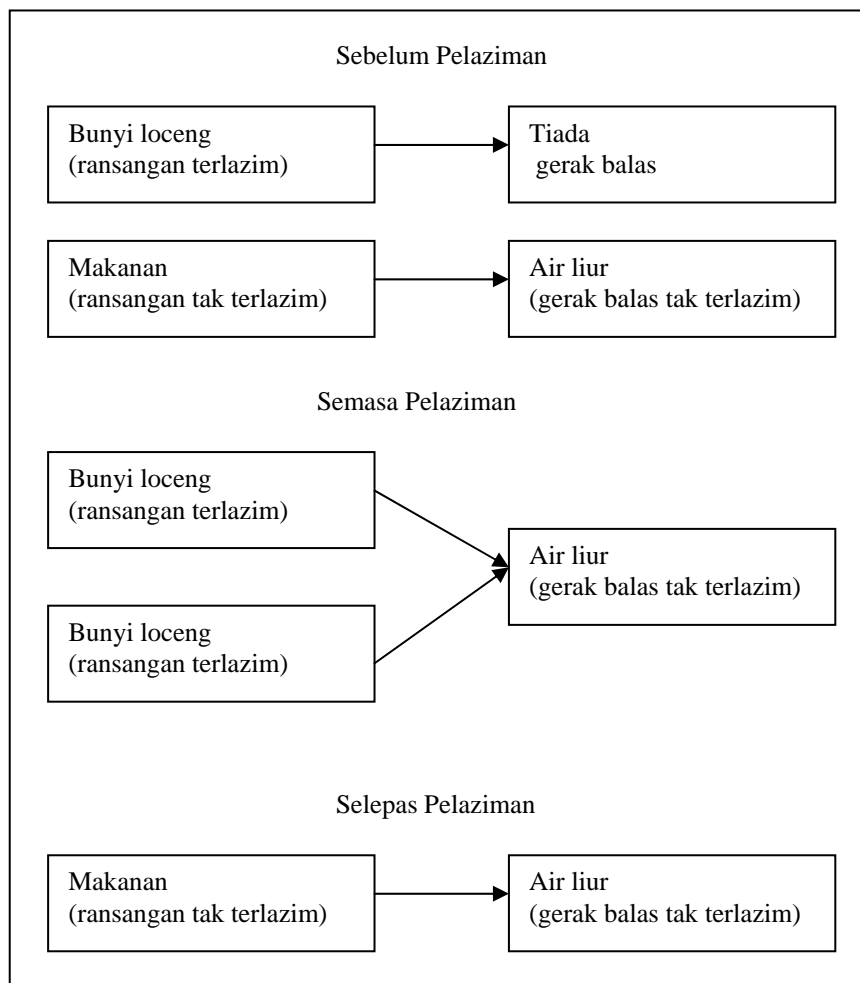 Sebelum Pelaziman
Bunyi loceng
(ransangan terlazim)
Tiada
gerak balas
Makanan
(ransangan tak terlazim)
Air liur
(gerak balas tak terlazim)
Semasa Pelaziman
Bunyi loceng
(ransangan terlazim)
Air liur
(gerak balas tak terlazim)
Bunyi loceng
(ransangan terlazim)
Selepas Pelaziman
Makanan
(ransangan tak terlazim)
Air liur
(gerak balas tak terlazim)